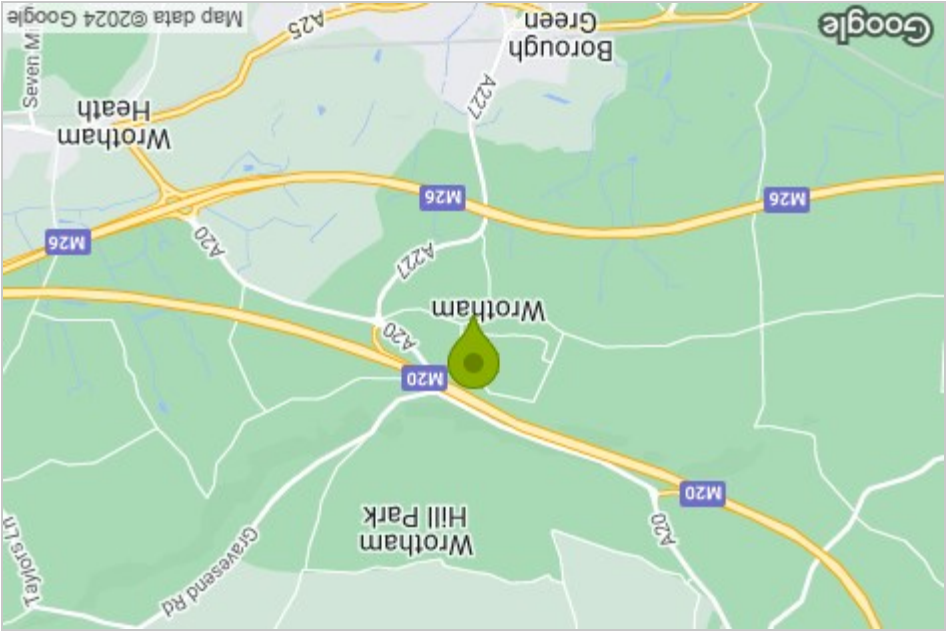 Taylors Ln
Gravesend Rd
A20
Wrotham
Hill Park
M20
M20
A20
Wrotham
A227
A20
M26
M26
M26
Wrotham
Heath
A227
Seven M
Borough
Green
A25
Google
Map data ©2024 Google